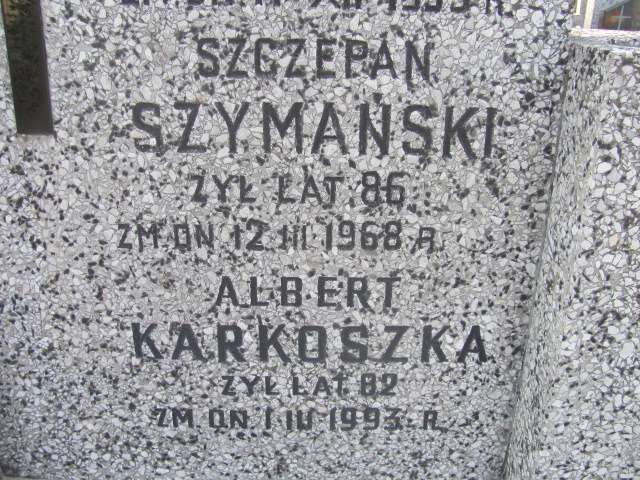 SZCZEPAN
SZYMAŃSKI
ŻYŁ LAT 86
ZM. DN 12 III 1968 R.
ALBERT
KARKOSZKA
ŻYŁ LAT 82
ZM. DN. 1 IV 1993. R.